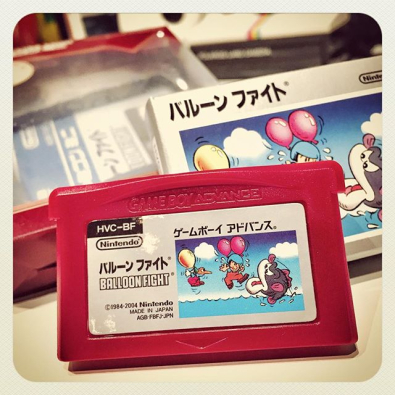 バルーン ファイト
Nintendo
GAME BOY ADVANCE
HVC-BF
Nintendo
ゲームボーイ アドバンス®
バルーン ファイト®
BALLOON FIGHT®
©1984-2004 Nintendo
MADE IN JAPAN
AGB-FBFJ-JPN